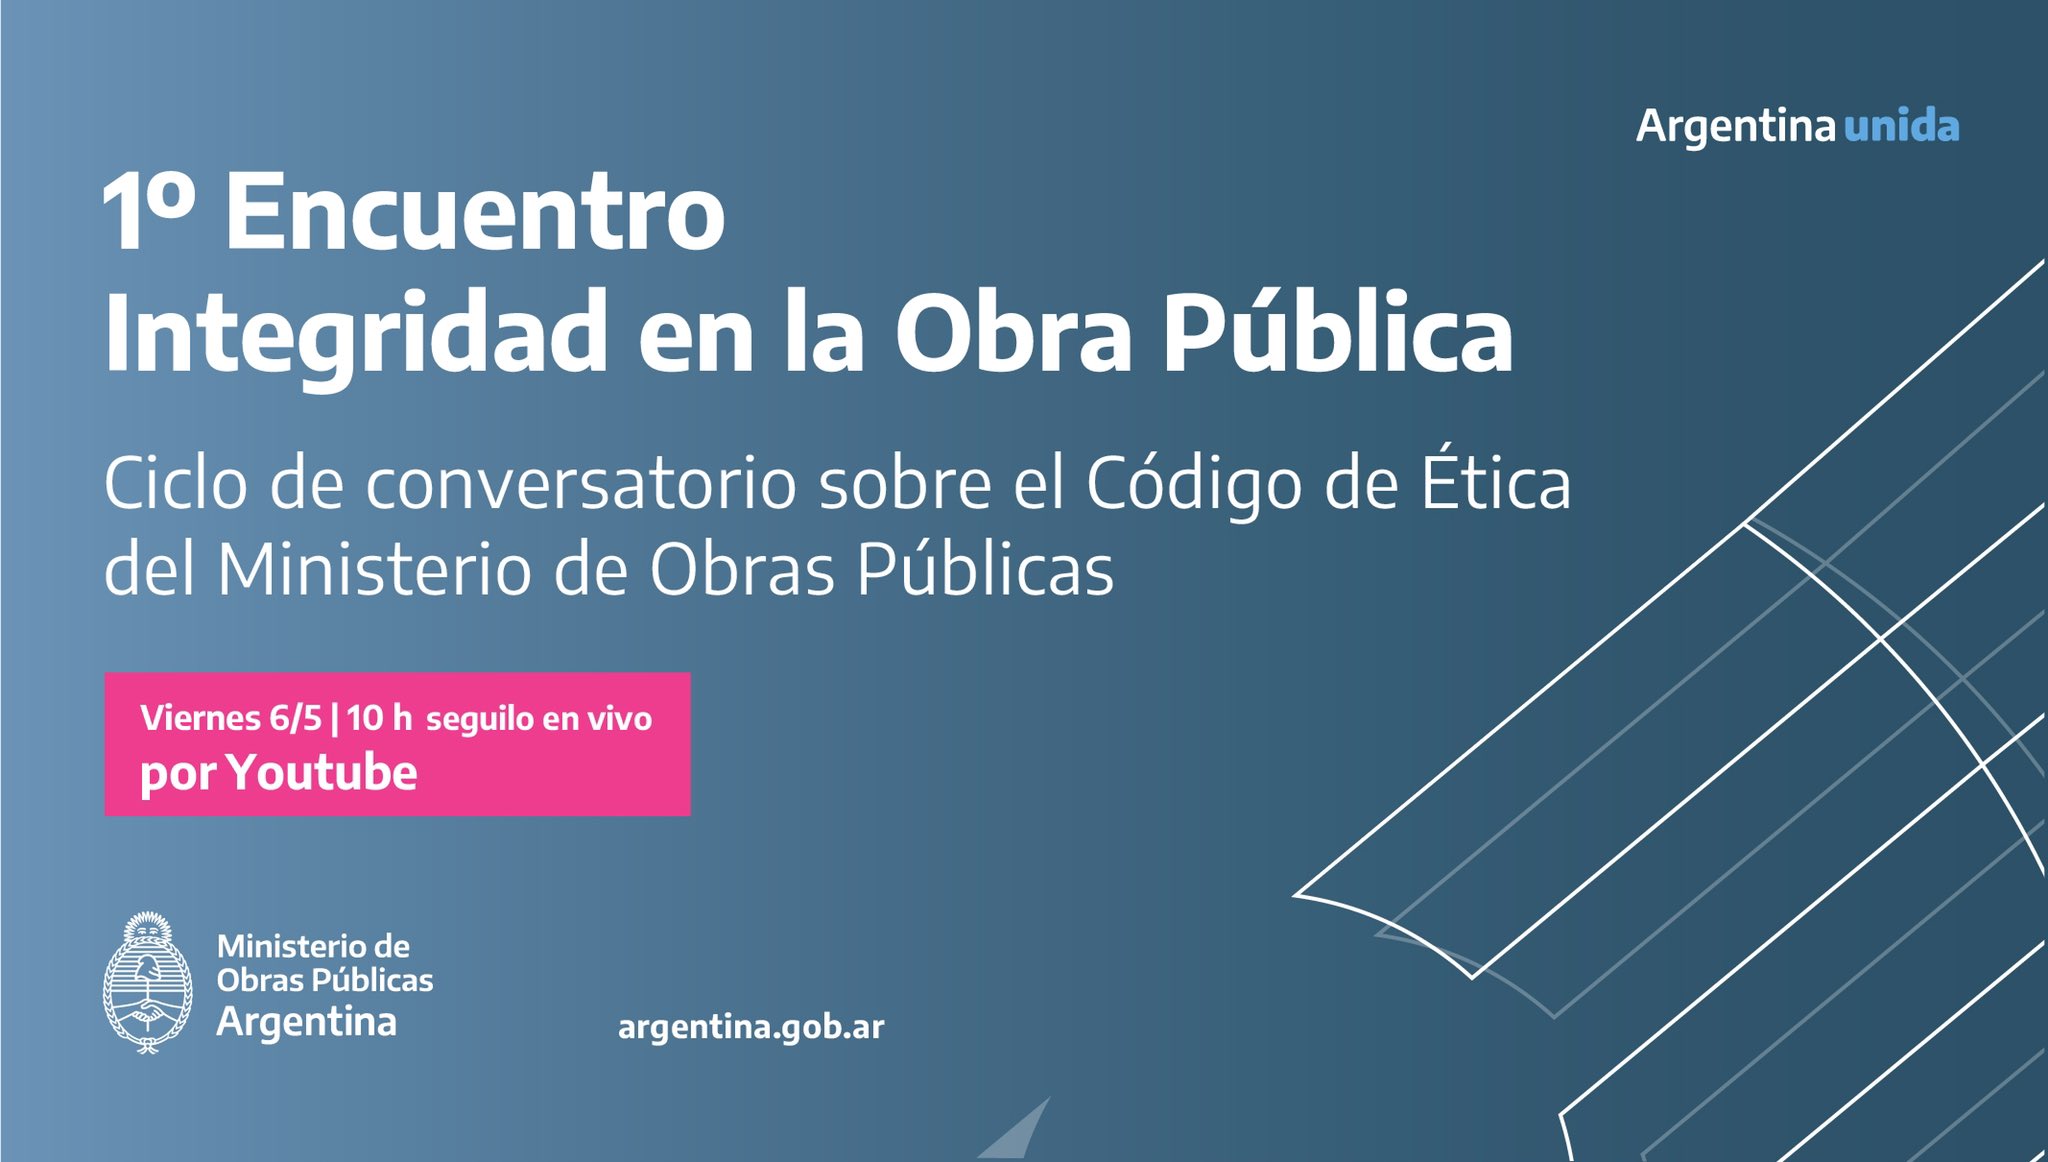 Argentina unida
1º Encuentro
Integridad en la Obra Pública
Ciclo de conversatorio sobre el Código de Ética
del Ministerio de Obras Públicas
Viernes 6/5 | 10 h seguilo en vivo
por Youtube
Ministerio de
Obras Públicas
Argentina
argentina.gob.ar